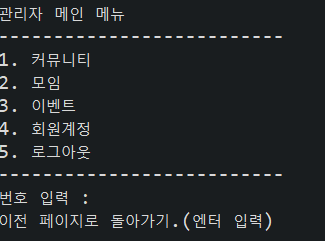 관리자 메인 메뉴
--------------------------
1. 커뮤니티
2. 모임
3. 이벤트
4. 회원계정
5. 로그아웃
--------------------------
번호 입력 :
이전 페이지로 돌아가기.(엔터 입력)